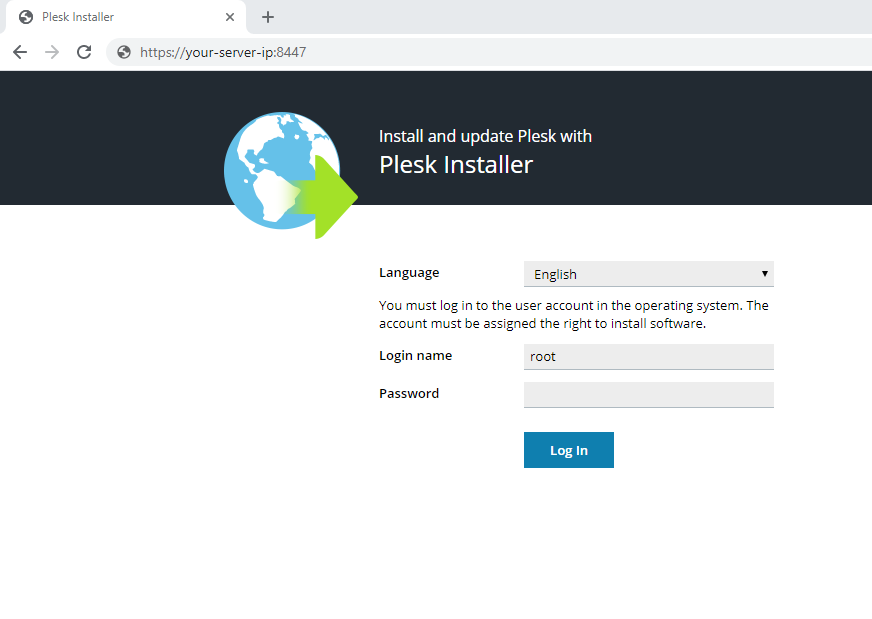 Plesk Installer
https://your-server-ip:8447
Install and update Plesk with
Plesk Installer
Language
English
You must log in to the user account in the operating system. The
account must be assigned the right to install software.
Login name
root
Password
Log In